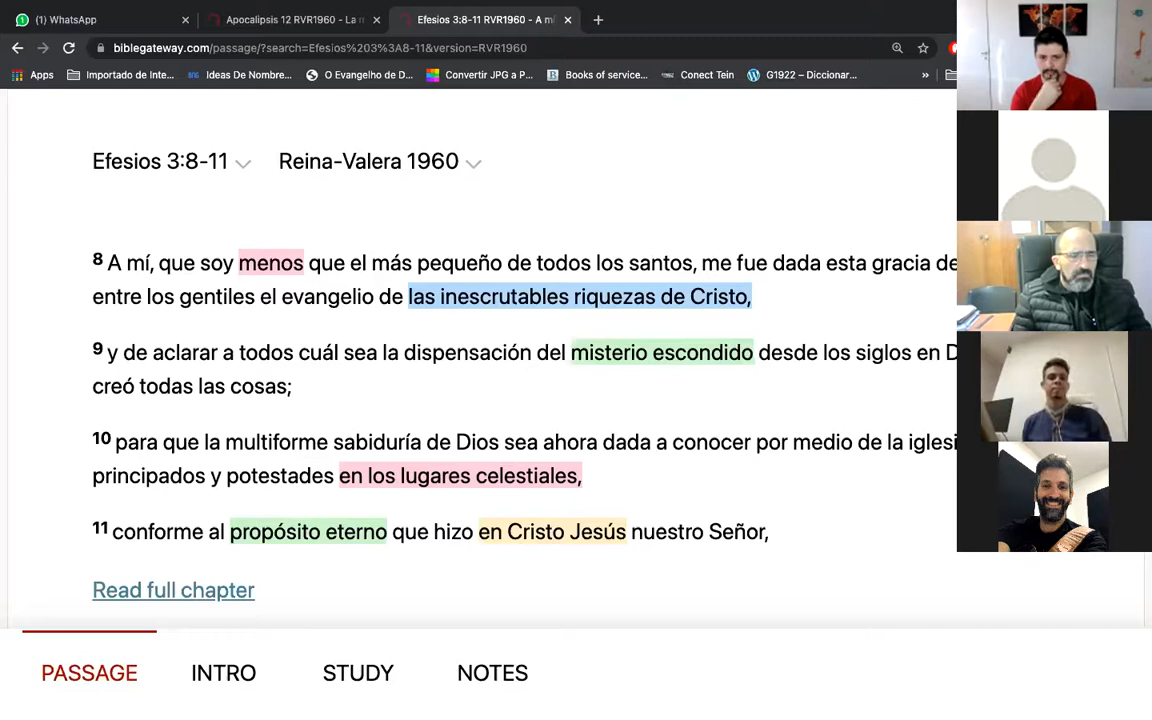 (1) WhatsApp
Apocalipsis 12 RVR1960 - La n
Efesios 3:8-11 RVR1960 - A mí
biblegateway.com/passage/?search=Efesios%203%3A8-11&version=RVR1960
Apps
Importado de Inte...
Ideas De Nombre...
O Evangelho de D...
Convertir JPG a P...
Books of service...
Conect Tein
G1922 – Diccionar...
»
Efesios 3:8-11
Reina-Valera 1960
8 A mí, que soy menos que el más pequeño de todos los santos, me fue dada esta gracia de
entre los gentiles el evangelio de las inescrutables riquezas de Cristo,
9 y de aclarar a todos cuál sea la dispensación del misterio escondido desde los siglos en D
creó todas las cosas;
10 para que la multiforme sabiduría de Dios sea ahora dada a conocer por medio de la iglesi
principados y potestades en los lugares celestiales,
11 conforme al propósito eterno que hizo en Cristo Jesús nuestro Señor,
Read full chapter
PASSAGE
INTRO
STUDY
NOTES